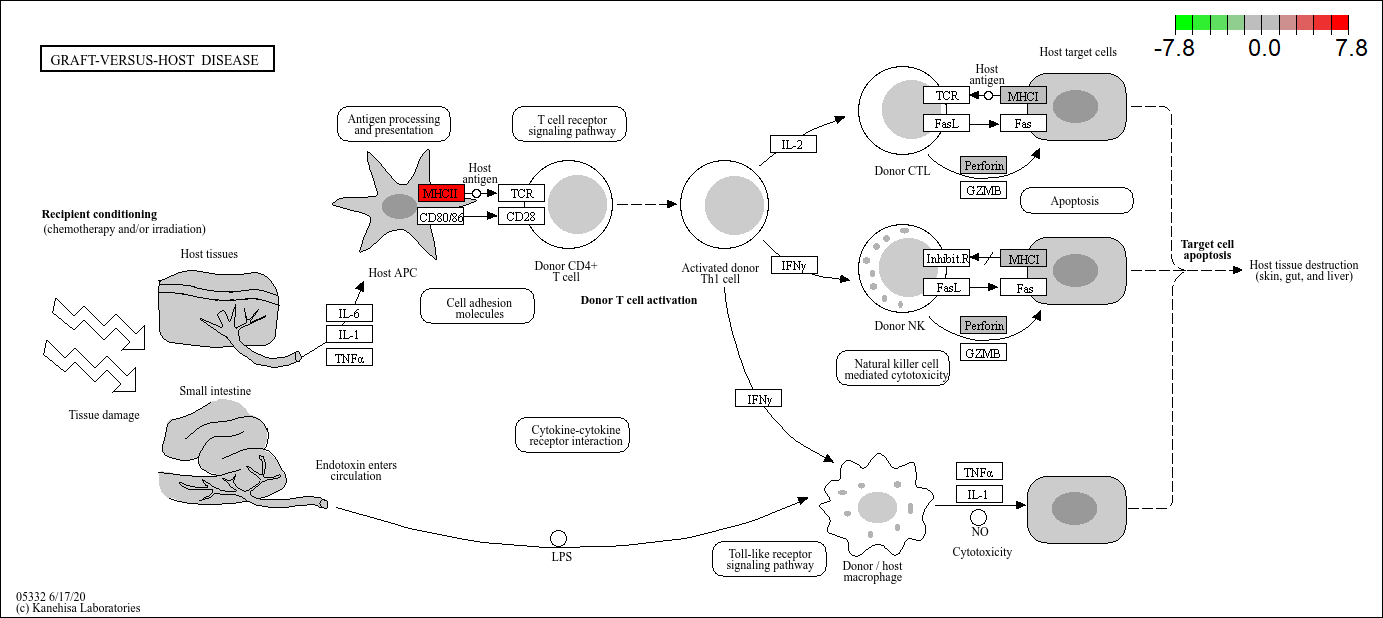 -7.8 0.0 7.8
GRAFT-VERSUS-HOST DISEASE
Host target cells
Antigen processing
and presentation
T cell receptor
signaling pathway
Host
antigen
TCR
MHCI
FasL
Fas
IL-2
Donor CTL
Perforin
GZMB
Apoptosis
Host
antigen
MHCII
TCR
CD80/86
CD28
Recipient conditioning
(chemotherapy and/or irradiation)
Host tissues
Host APC
Donor CD4+
T cell
Activated donor
Th1 cell
IFNγ
Inhbit.R
MHCI
FasL
Fas
Target cell
apoptosis
Host tissue destruction
(skin, gut, and liver)
Cell adhesion
molecules
Donor T cell activation
IL-6
IL-1
TNFα
Donor NK
Perforin
GZMB
Natural killer cell
mediated cytotoxicity
Small intestine
Tissue damage
IFNγ
Cytokine-cytokine
receptor interaction
Endotoxin enters
circulation
TNFα
IL-1
NO
Cytotoxicity
LPS
Toll-like receptor
signaling pathway
Donor / host
macrophage
05332 6/17/20
(c) Kanehisa Laboratories